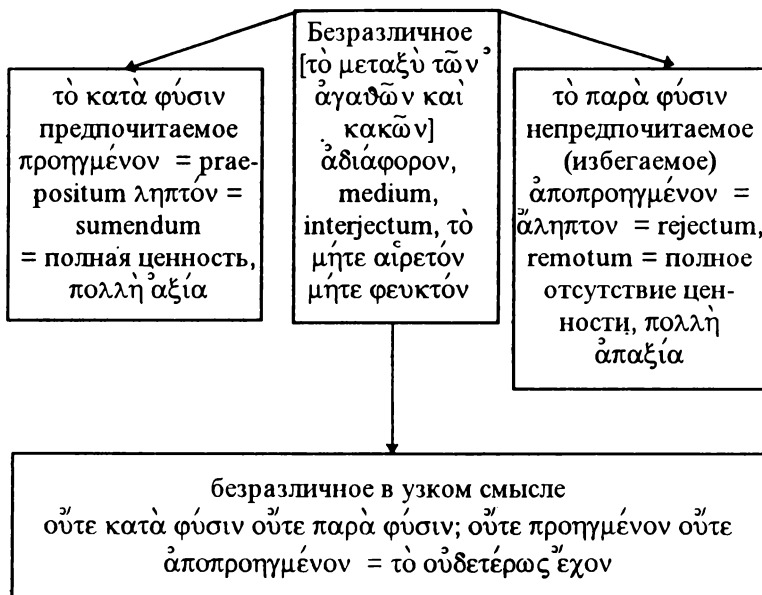 Безразличное
[τὸ μεταξὺ τῶν
ἀγαθῶν καὶ
κακῶν]
ἀδιάφορον,
medium,
interjectum, τὸ
μήτε αἱρετόν
μήτε φευκτόν
τὸ κατὰ φύσιν
предпочитаемое
προηγμένον = prae-
positum ληπτόν =
sumendum
= полная ценность,
πολλὴ ἀξία
τὸ παρὰ φύσιν
непредпочитаемое
(избегаемое)
ἀποπροηγμένον =
ἄληπτον = rejectum,
remotum = полное
отсутствие цен-
ности, πολλὴ
ἀπαξία
безразличное в узком смысле
οὔτε κατὰ φύσιν οὔτε παρὰ φύσιν; οὔτε προηγμένον οὔτε
ἀποπροηγμένον = τὸ οὐδετέρως ἔχον